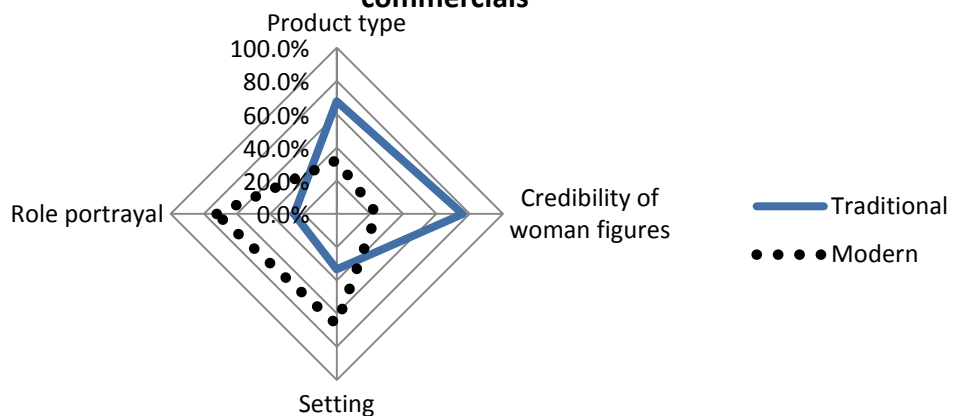 commercials
Product type
100.0%
80.0%
60.0%
40.0%
20.0%
0.0%
Role portrayal
Credibility of
woman figures
Traditional
Modern
Setting